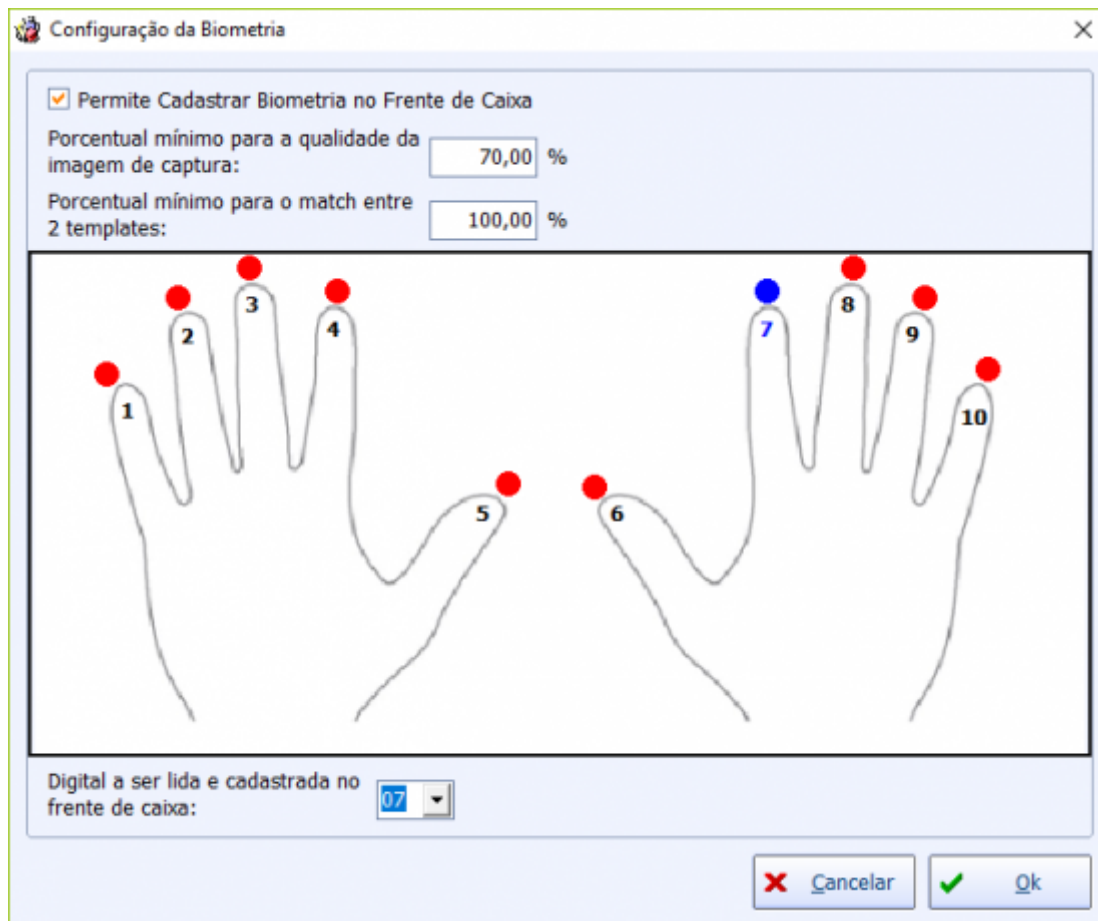 Configuração da Biometria
Permite Cadastrar Biometria no Frente de Caixa
Porcentual mínimo para a qualidade da
imagem de captura:
70,00 %
Porcentual mínimo para o match entre
2 templates:
100,00 %
1
2
3
4
5
6
7
8
9
10
Digital a ser lida e cadastrada no
frente de caixa:
07
Cancelar
Ok